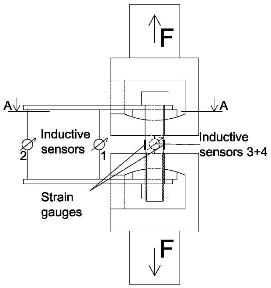 F
A A
Inductive
sensors
2 1
Inductive
sensors 3+4
Strain
gauges
F